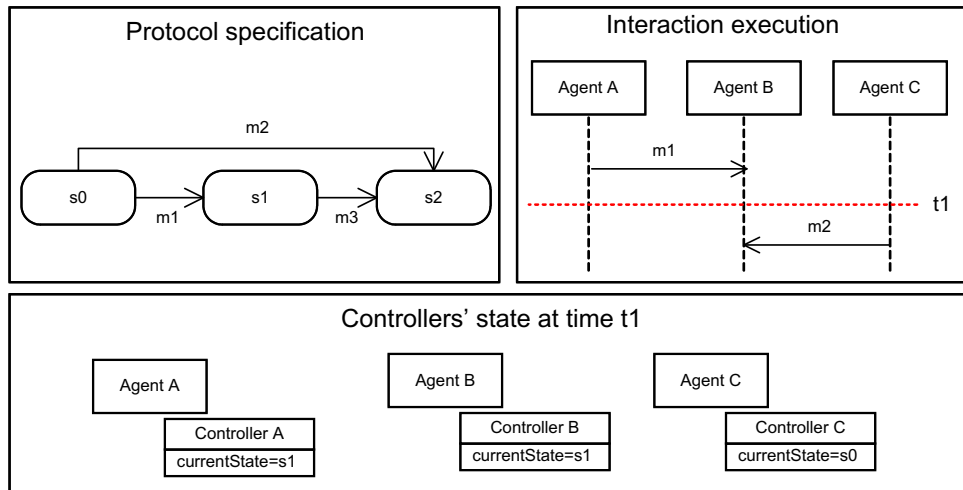 Protocol specification
m2
s0
s1
s2
m1
m3
Interaction execution
Agent A
Agent B
Agent C
m1
t1
m2
Controllers' state at time t1
Agent A
Agent B
Agent C
Controller A
currentState=s1
Controller B
currentState=s1
Controller C
currentState=s0